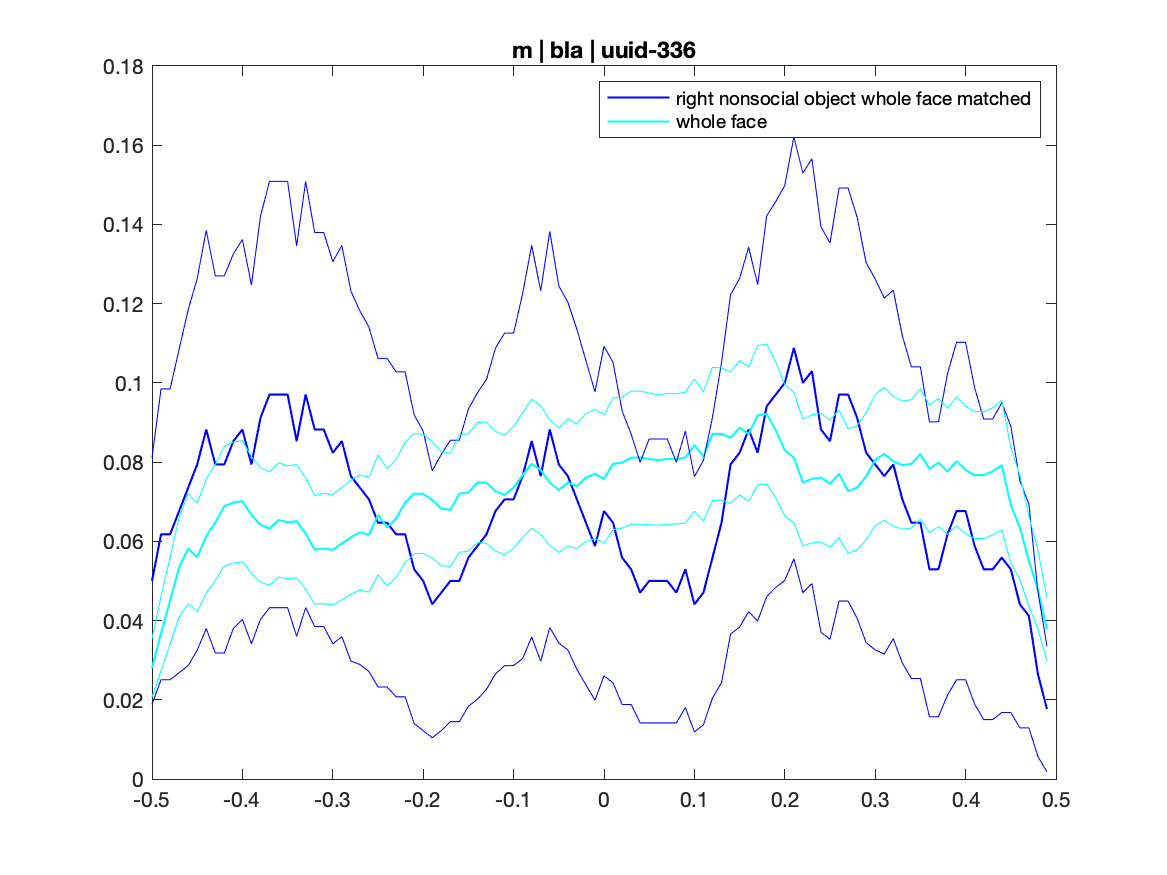 m | bla | uuid-336
0.18
right nonsocial object whole face matched
whole face
0.16
0.14
0.12
0.1
0.08
0.06
0.04
0.02
0
-0.5 -0.4 -0.3 -0.2 -0.1 0 0.1 0.2 0.3 0.4 0.5